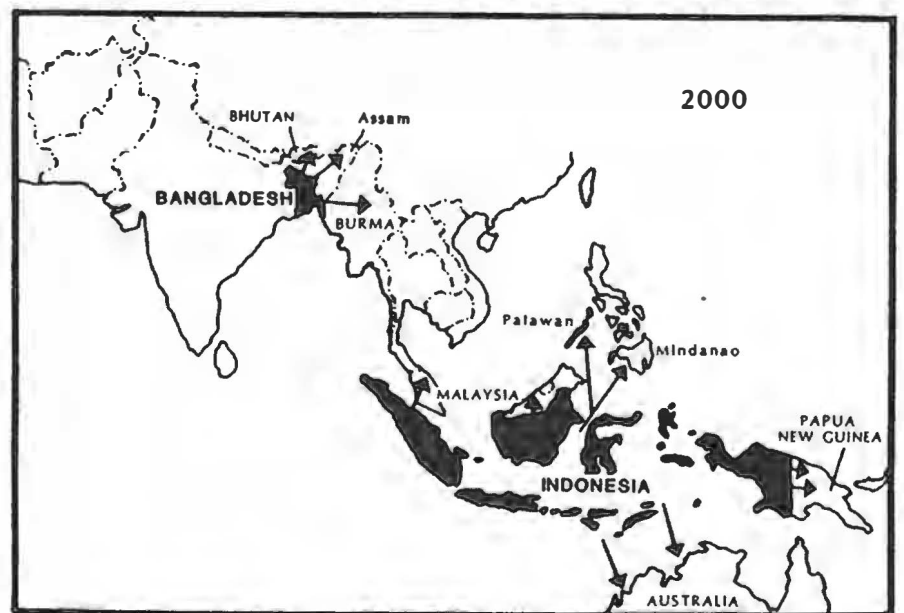 2000
BHUTAN
Assam
BANGLADESH
BURMA
Palawan
Mindanao
MALAYSIA
PAPUA
NEW GUINEA
INDONESIA
AUSTRALIA